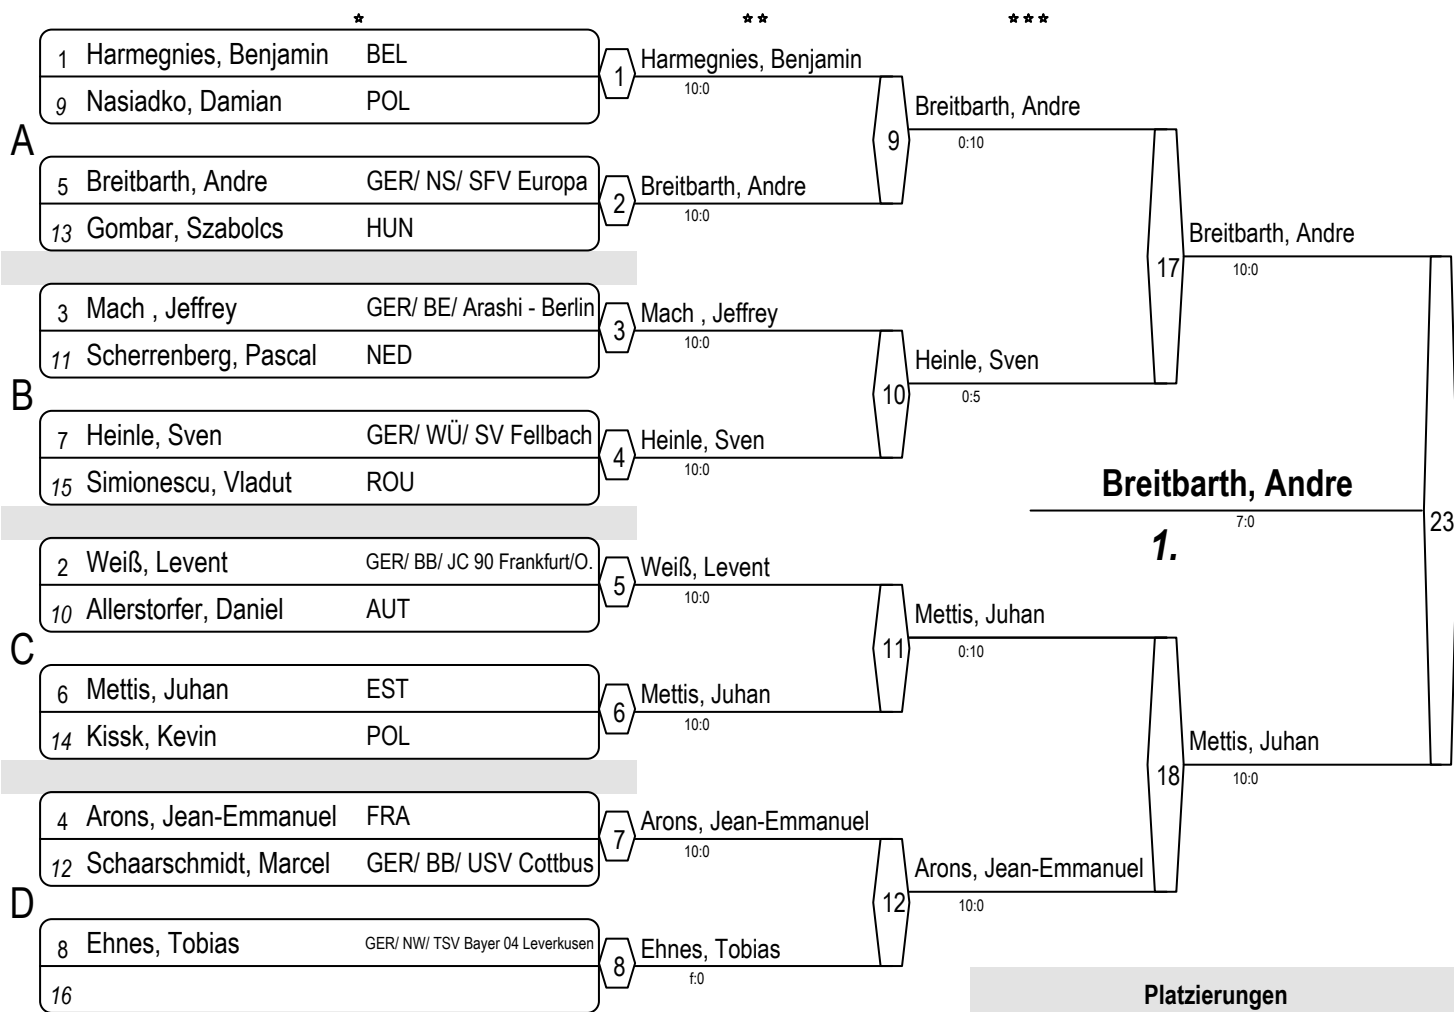 * ** ***
1 Harmegnies, Benjamin BEL
9 Nasiadko, Damian POL
A
5 Breitbarth, Andre GER/ NS/ SFV Europa
13 Gombar, Szabolcs HUN
3 Mach , Jeffrey GER/ BE/ Arashi - Berlin
11 Scherrenberg, Pascal NED
B
7 Heinle, Sven GER/ WÜ/ SV Fellbach
15 Simionescu, Vladut ROU
2 Weiß, Levent GER/ BB/ JC 90 Frankfurt/O.
10 Allerstorfer, Daniel AUT
C
6 Mettis, Juhan EST
14 Kissk, Kevin POL
4 Arons, Jean-Emmanuel FRA
12 Schaarschmidt, Marcel GER/ BB/ USV Cottbus
D
8 Ehnes, Tobias GER/ NW/ TSV Bayer 04 Leverkusen
16
1 Harmegnies, Benjamin
10:0
2 Breitbarth, Andre
10:0
3 Mach , Jeffrey
10:0
4 Heinle, Sven
10:0
5 Weiß, Levent
10:0
6 Mettis, Juhan
10:0
7 Arons, Jean-Emmanuel
10:0
8 Ehnes, Tobias
f:0
9 Breitbarth, Andre
0:10
10 Heinle, Sven
0:5
11 Mettis, Juhan
0:10
12 Arons, Jean-Emmanuel
10:0
17 Breitbarth, Andre
10:0
18 Mettis, Juhan
10:0
23
Breitbarth, Andre
7:0
1.
Platzierungen